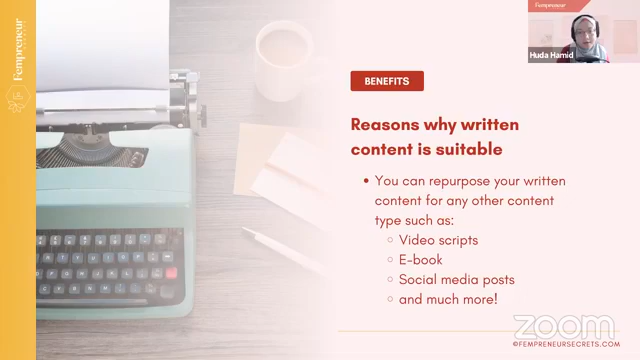 Fempreneur
Fempreneur
Huda Hamid
BENEFITS
Reasons why written
content is suitable
• You can repurpose your written
content for any other content
type such as:
○ Video scripts
○ E-book
○ Social media posts
○ and much more!
zoom
©FEMPRENEURSECRETS.COM